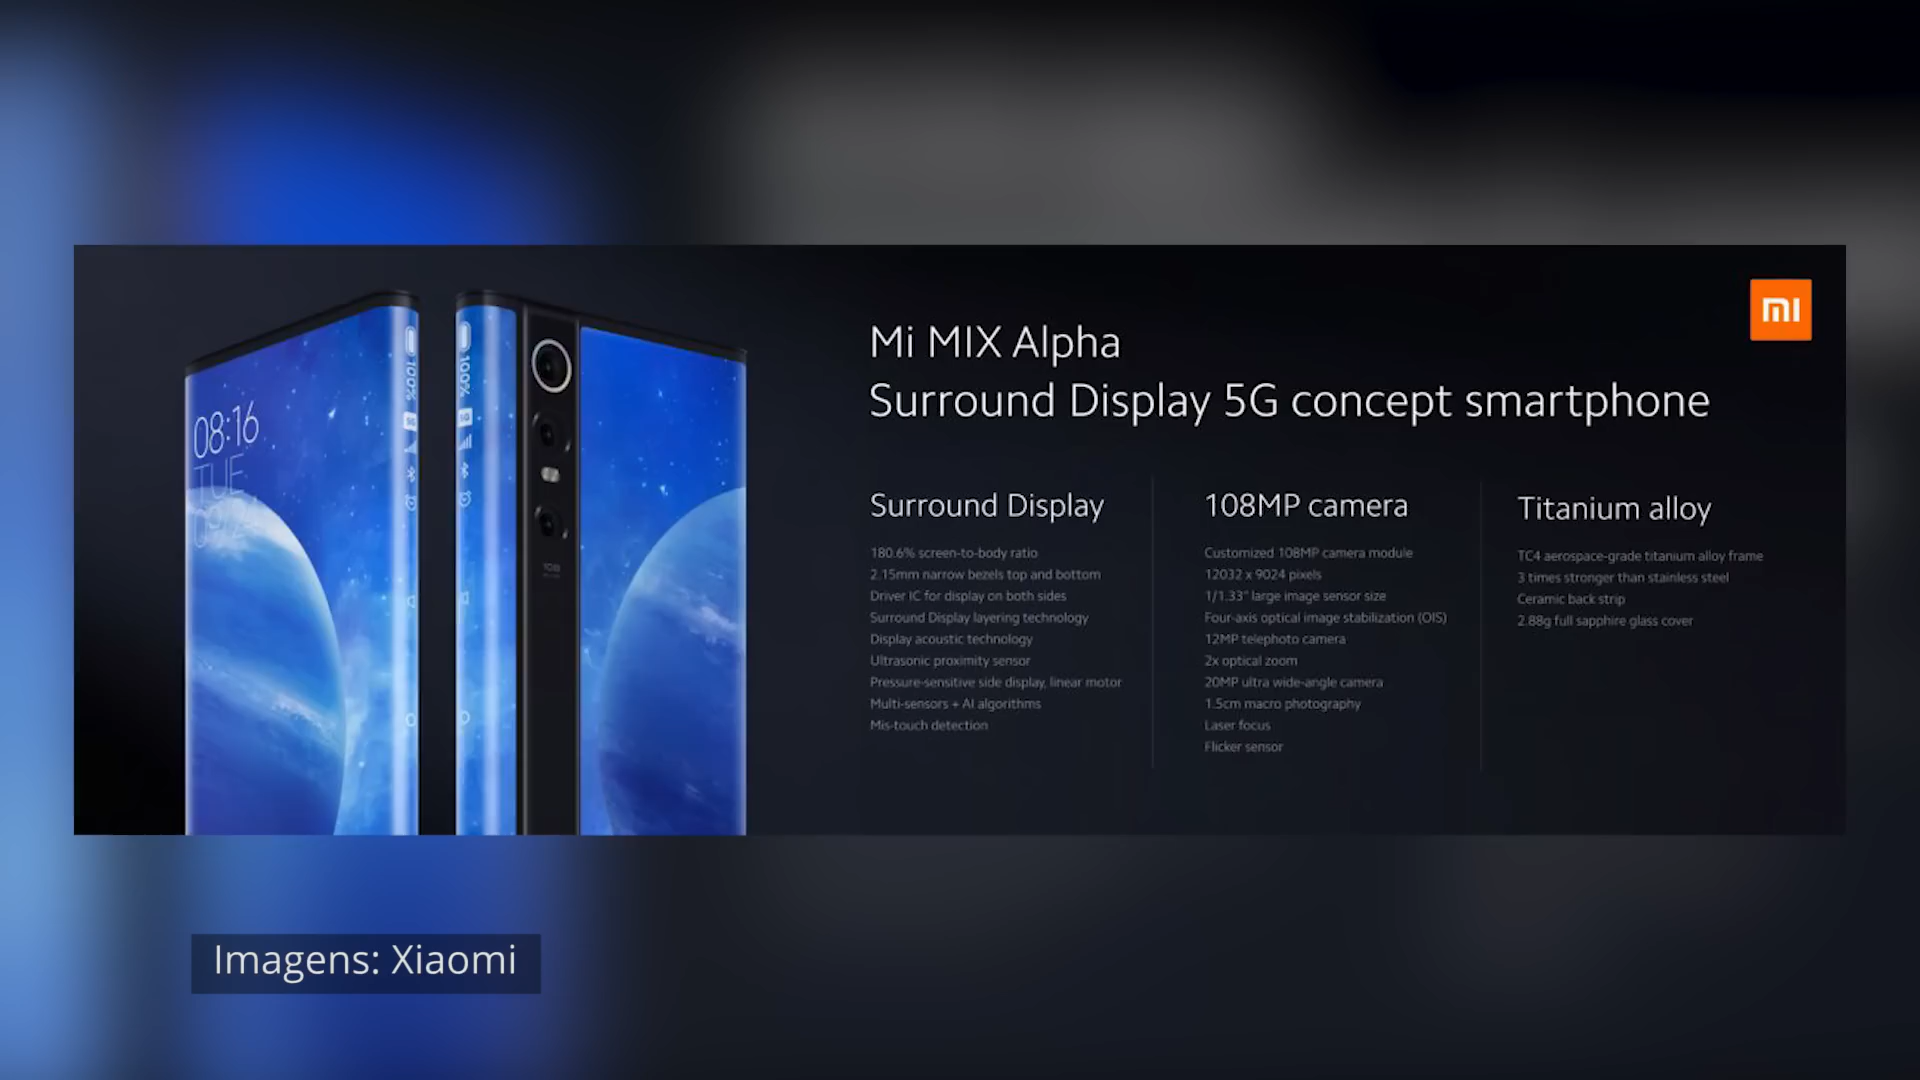 08:16
TUE
100%
5G
100%
5G
mi
Mi MIX Alpha
Surround Display 5G concept smartphone
Surround Display
180.6% screen-to-body ratio
2.15mm narrow bezels top and bottom
Driver IC for display on both sides
Surround Display layering technology
Display acoustic technology
Ultrasonic proximity sensor
Pressure-sensitive side display, linear motor
Multi-sensors + AI algorithms
Mis-touch detection
108MP camera
Customized 108MP camera module
12032 x 9024 pixels
1/1.33" large image sensor size
Four-axis optical image stabilization (OIS)
12MP telephoto camera
2x optical zoom
20MP ultra wide-angle camera
1.5cm macro photography
Laser focus
Flicker sensor
Titanium alloy
TC4 aerospace-grade titanium alloy frame
3 times stronger than stainless steel
Ceramic back strip
2.88g full sapphire glass cover
Imagens: Xiaomi